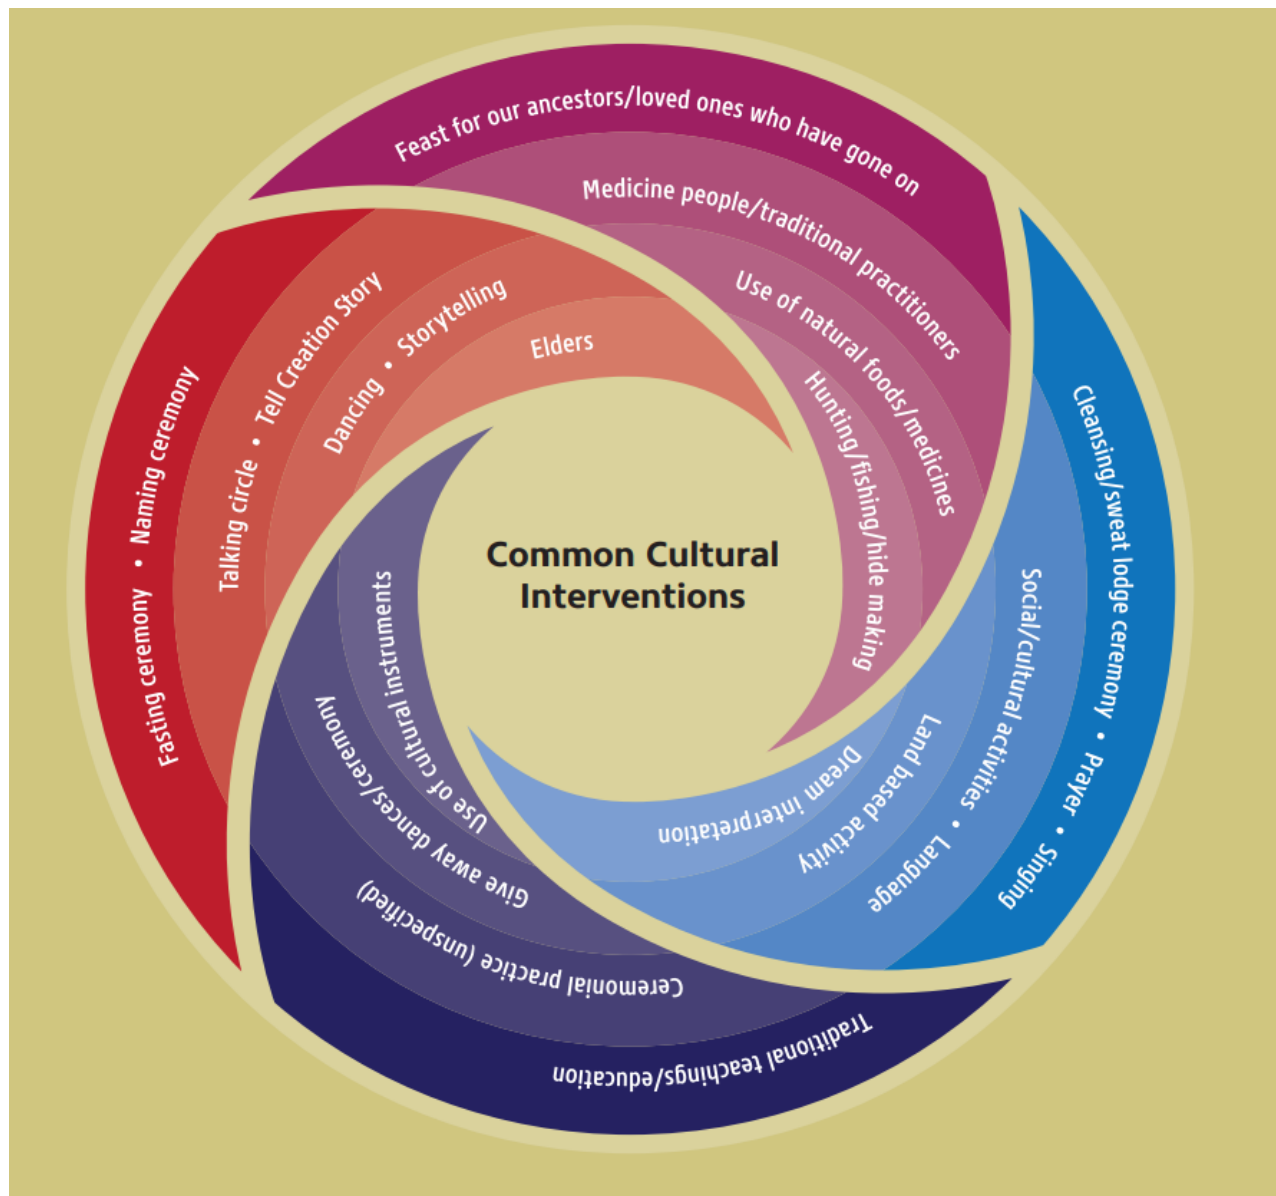 Feast for our ancestors/loved ones who have gone on
Medicine people/traditional practitioners
Use of natural foods/medicines
Hunting/fishing/hide making
Cleansing/sweat lodge ceremony • Prayer • Singing
Social/cultural activities • Language
Land based activity
Dream interpretation
Traditional teachings/education
Ceremonial practice (unspecified)
Give away dances/ceremony
Use of cultural instruments
Fasting ceremony • Naming ceremony
Talking circle • Tell Creation Story
Dancing • Storytelling
Elders
Common Cultural
Interventions